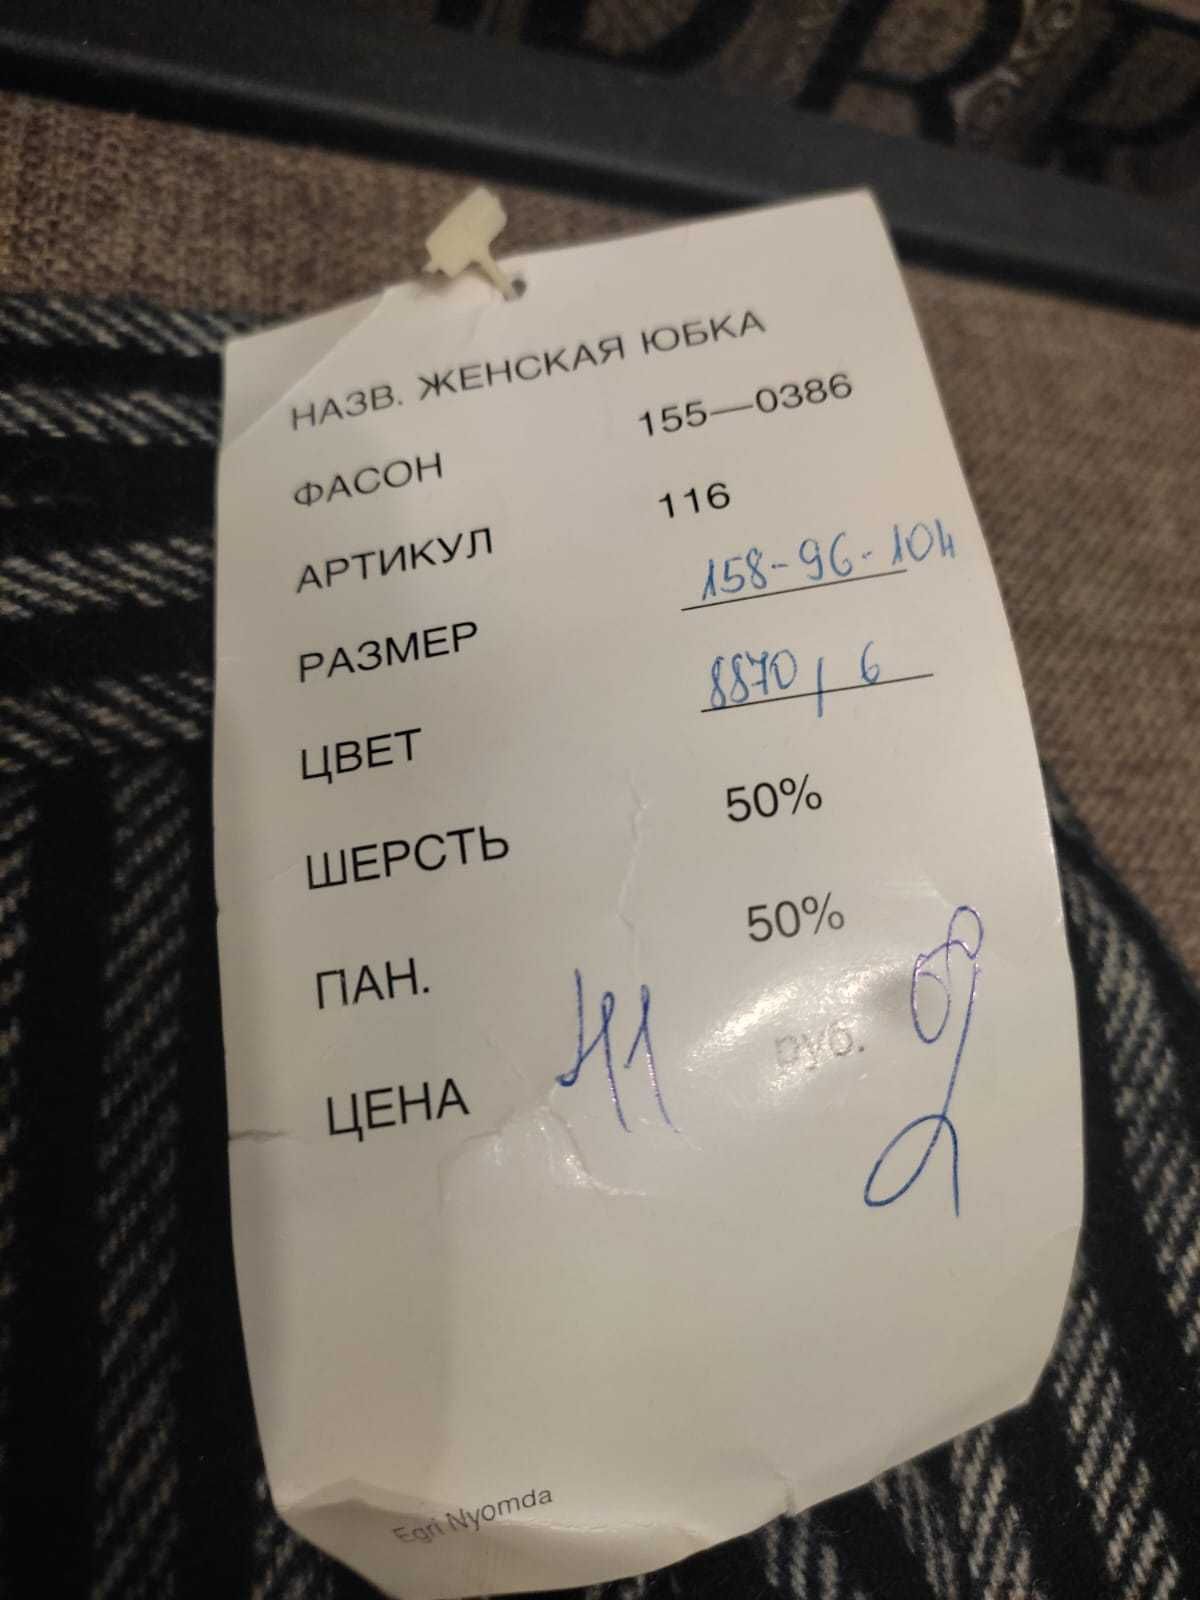 НАЗВ. ЖЕНСКАЯ ЮБКА
ФАСОН 155—0386
АРТИКУЛ 116
РАЗМЕР 158-96-104
ЦВЕТ 8870/6
ШЕРСТЬ 50%
ПАН. 50%
ЦЕНА 41 руб.
Egri Nyomda